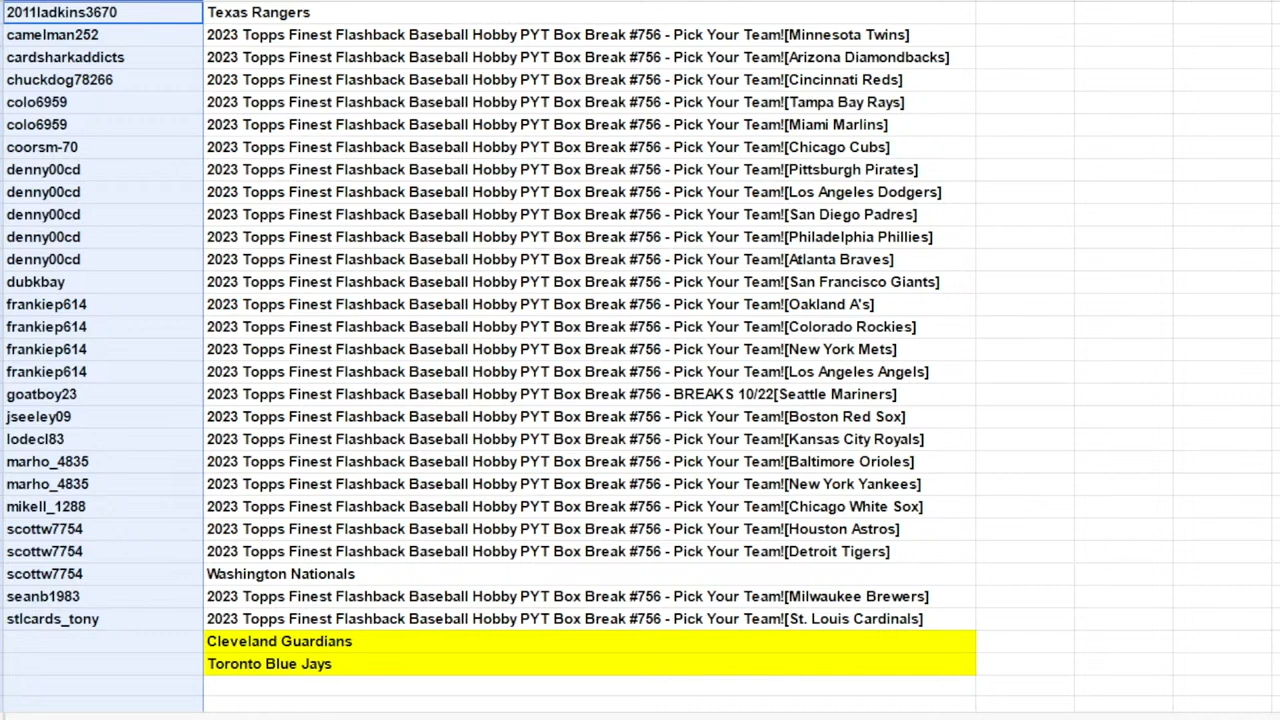 2011ladkins3670 Texas Rangers
camelman252 2023 Topps Finest Flashback Baseball Hobby PYT Box Break #756 - Pick Your Team![Minnesota Twins]
cardsharkaddicts 2023 Topps Finest Flashback Baseball Hobby PYT Box Break #756 - Pick Your Team![Arizona Diamondbacks]
chuckdog78266 2023 Topps Finest Flashback Baseball Hobby PYT Box Break #756 - Pick Your Team![Cincinnati Reds]
colo6959 2023 Topps Finest Flashback Baseball Hobby PYT Box Break #756 - Pick Your Team![Tampa Bay Rays]
colo6959 2023 Topps Finest Flashback Baseball Hobby PYT Box Break #756 - Pick Your Team![Miami Marlins]
coorsm-70 2023 Topps Finest Flashback Baseball Hobby PYT Box Break #756 - Pick Your Team![Chicago Cubs]
denny00cd 2023 Topps Finest Flashback Baseball Hobby PYT Box Break #756 - Pick Your Team![Pittsburgh Pirates]
denny00cd 2023 Topps Finest Flashback Baseball Hobby PYT Box Break #756 - Pick Your Team![Los Angeles Dodgers]
denny00cd 2023 Topps Finest Flashback Baseball Hobby PYT Box Break #756 - Pick Your Team![San Diego Padres]
denny00cd 2023 Topps Finest Flashback Baseball Hobby PYT Box Break #756 - Pick Your Team![Philadelphia Phillies]
denny00cd 2023 Topps Finest Flashback Baseball Hobby PYT Box Break #756 - Pick Your Team![Atlanta Braves]
dubkbay 2023 Topps Finest Flashback Baseball Hobby PYT Box Break #756 - Pick Your Team![San Francisco Giants]
frankiep614 2023 Topps Finest Flashback Baseball Hobby PYT Box Break #756 - Pick Your Team![Oakland A's]
frankiep614 2023 Topps Finest Flashback Baseball Hobby PYT Box Break #756 - Pick Your Team![Colorado Rockies]
frankiep614 2023 Topps Finest Flashback Baseball Hobby PYT Box Break #756 - Pick Your Team![New York Mets]
frankiep614 2023 Topps Finest Flashback Baseball Hobby PYT Box Break #756 - Pick Your Team![Los Angeles Angels]
goatboy23 2023 Topps Finest Flashback Baseball Hobby PYT Box Break #756 - BREAKS 10/22[Seattle Mariners]
jseeley09 2023 Topps Finest Flashback Baseball Hobby PYT Box Break #756 - Pick Your Team![Boston Red Sox]
lodecl83 2023 Topps Finest Flashback Baseball Hobby PYT Box Break #756 - Pick Your Team![Kansas City Royals]
marho_4835 2023 Topps Finest Flashback Baseball Hobby PYT Box Break #756 - Pick Your Team![Baltimore Orioles]
marho_4835 2023 Topps Finest Flashback Baseball Hobby PYT Box Break #756 - Pick Your Team![New York Yankees]
mikell_1288 2023 Topps Finest Flashback Baseball Hobby PYT Box Break #756 - Pick Your Team![Chicago White Sox]
scottw7754 2023 Topps Finest Flashback Baseball Hobby PYT Box Break #756 - Pick Your Team![Houston Astros]
scottw7754 2023 Topps Finest Flashback Baseball Hobby PYT Box Break #756 - Pick Your Team![Detroit Tigers]
scottw7754 Washington Nationals
seanb1983 2023 Topps Finest Flashback Baseball Hobby PYT Box Break #756 - Pick Your Team![Milwaukee Brewers]
stlcards_tony 2023 Topps Finest Flashback Baseball Hobby PYT Box Break #756 - Pick Your Team![St. Louis Cardinals]
Cleveland Guardians
Toronto Blue Jays